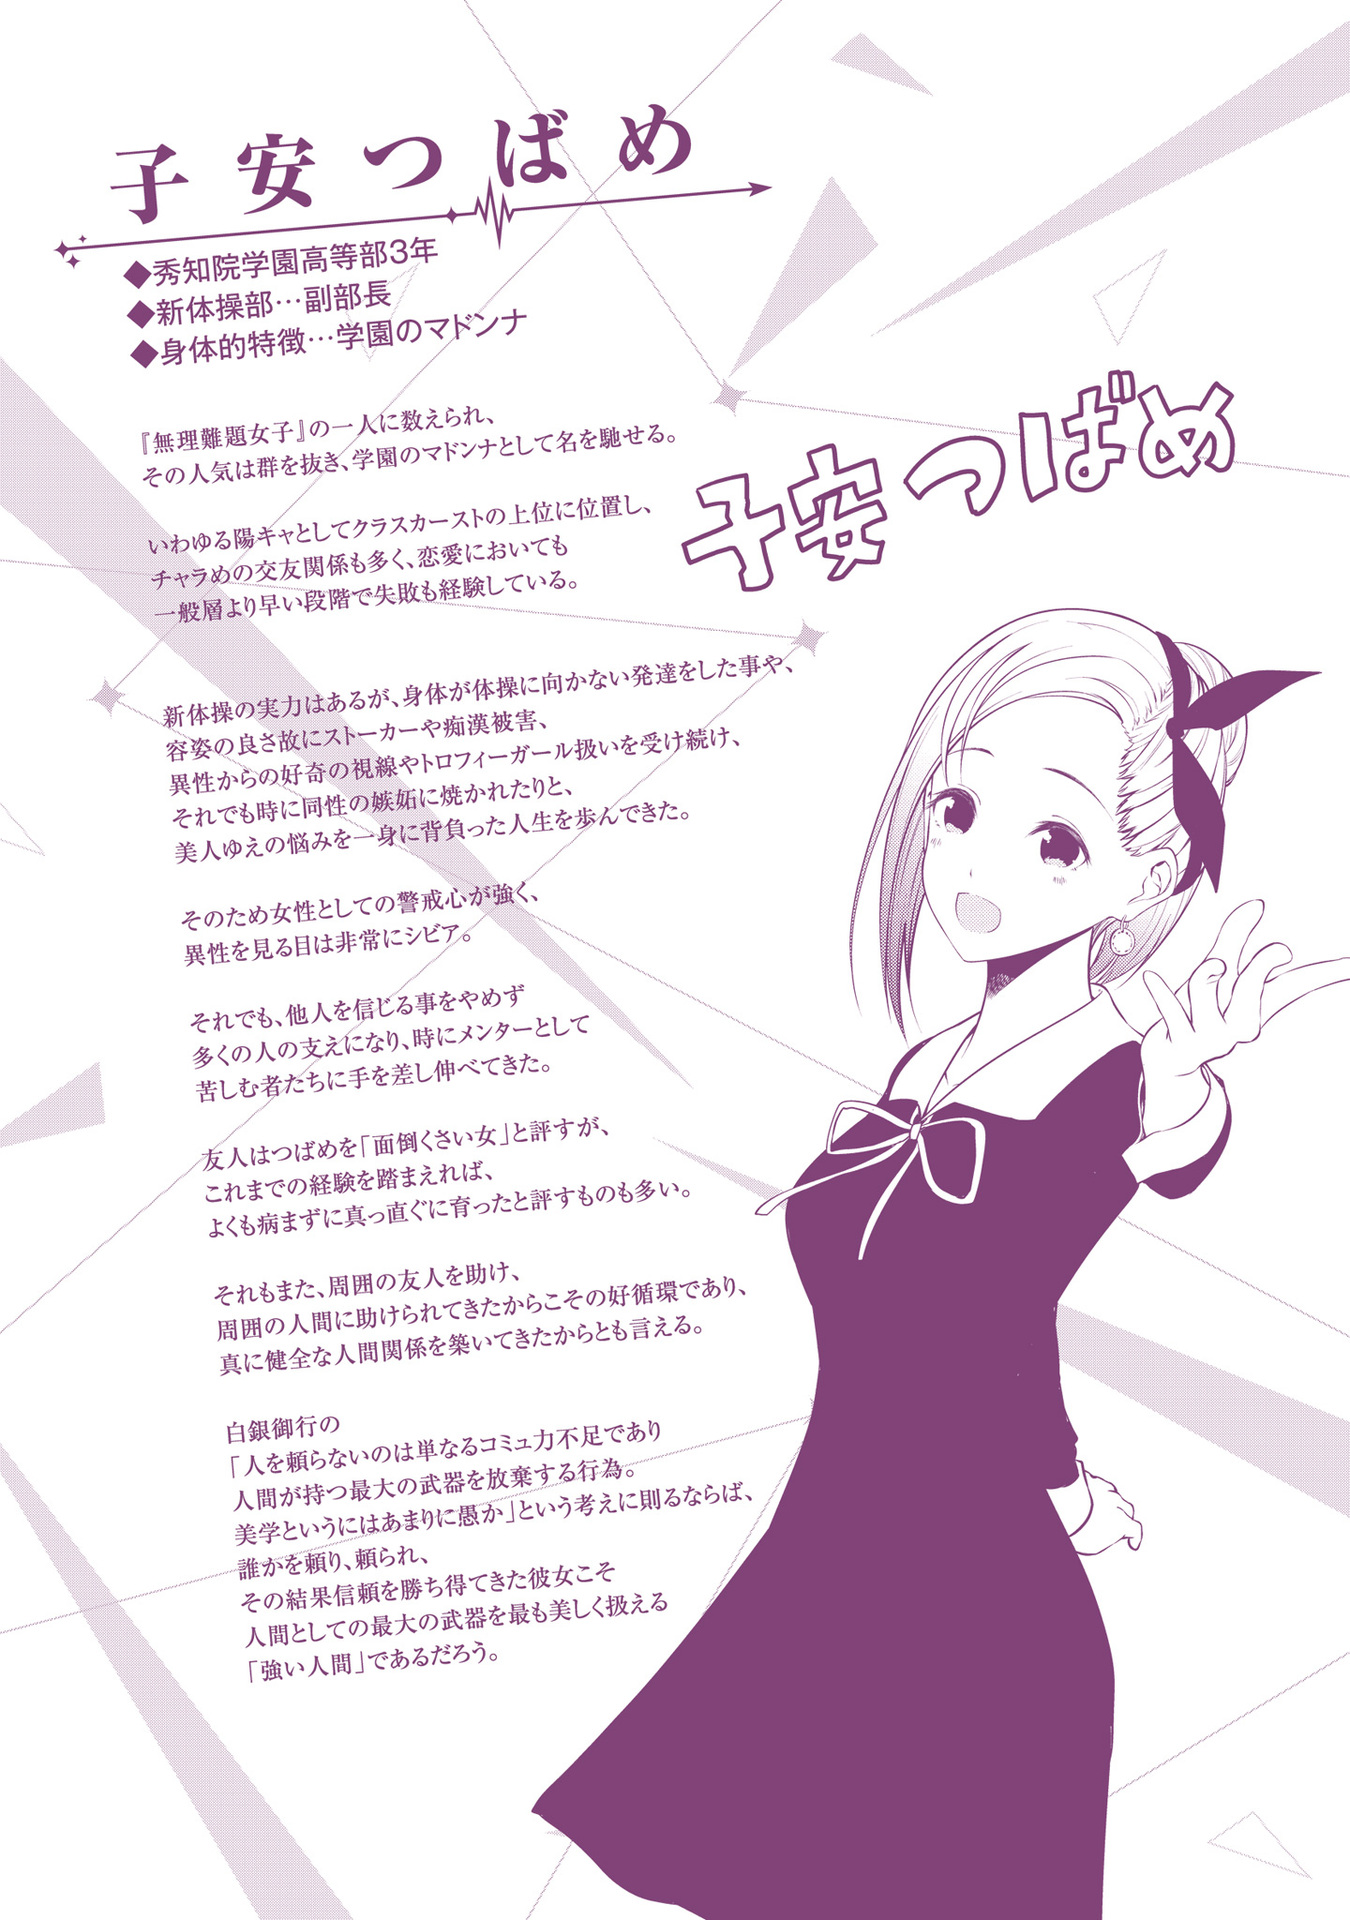 子安つばめ
◆秀知院学園高等部3年
◆新体操部…副部長
◆身体的特徴…学園のマドンナ
子安つばめ
『無理難題女子』の一人に数えられ、
その人気は群を抜き、学園のマドンナとして名を馳せる。
いわゆる陽キャとしてクラスカーストの上位に位置し、
チャラめの交友関係も多く、恋愛においても
一般層より早い段階で失敗も経験している。
新体操の実力はあるが、身体が体操に向かない発達をした事や、
容姿の良さ故にストーカーや痴漢被害、
異性からの好奇の視線やトロフィーガール扱いを受け続け、
それでも時に同性の嫉妬に焼かれたりと、
美人ゆえの悩みを一身に背負った人生を歩んできた。
そのため女性としての警戒心が強く、
異性を見る目は非常にシビア。
それでも、他人を信じる事をやめず
多くの人の支えになり、時にメンターとして
苦しむ者たちに手を差し伸べてきた。
友人はつばめを「面倒くさい女」と評すが、
これまでの経験を踏まえれば、
よくも病まずに真っ直ぐに育ったと評すものも多い。
それもまた、周囲の友人を助け、
周囲の人間に助けられてきたからこその好循環であり、
真に健全な人間関係を築いてきたからとも言える。
白銀御行の
「人を頼らないのは単なるコミュ力不足であり
人間が持つ最大の武器を放棄する行為。
美学というにはあまりに愚か」という考えに則るならば、
誰かを頼り、頼られ、
その結果信頼を勝ち得てきた彼女こそ
人間としての最大の武器を最も美しく扱える
「強い人間」であるだろう。